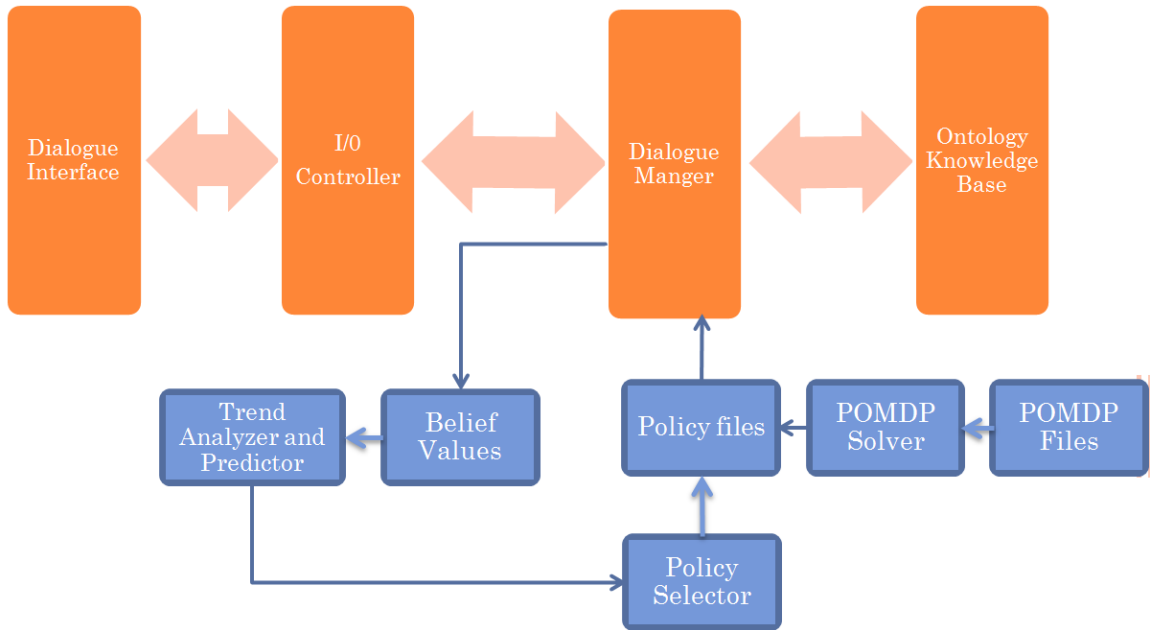 Dialogue
Interface
I/0
Controller
Dialogue
Manger
Ontology
Knowledge
Base
Trend
Analyzer and
Predictor
Belief
Values
Policy files
POMDP
Solver
POMDP
Files
Policy
Selector